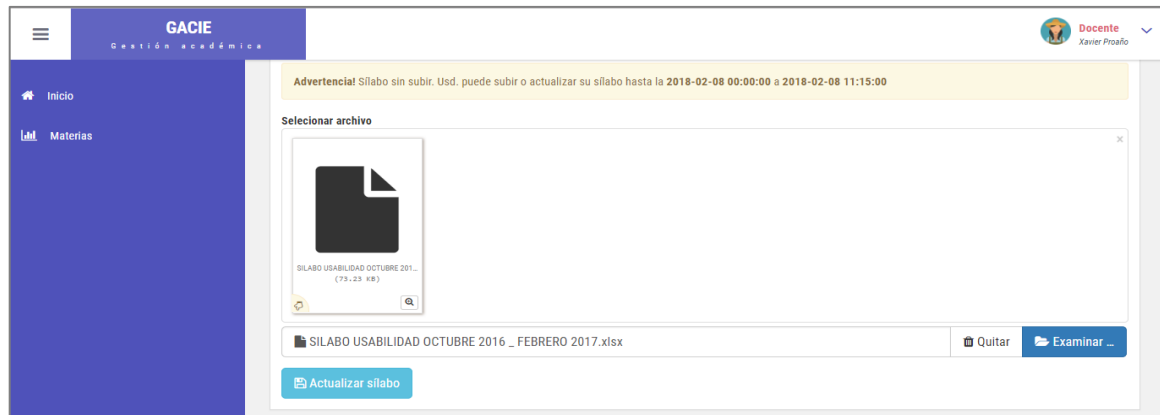 GACIE
Gestión académica
Docente
Xavier Proaño
Inicio
Materias
Advertencia! Sílabo sin subir. Usd. puede subir o actualizar su sílabo hasta la 2018-02-08 00:00:00 a 2018-02-08 11:15:00
Selecionar archivo
×
SILABO USABILIDAD OCTUBRE 201...
(73.23 KB)
SILABO USABILIDAD OCTUBRE 2016 _ FEBRERO 2017.xlsx
Quitar
Examinar ...
Actualizar sílabo